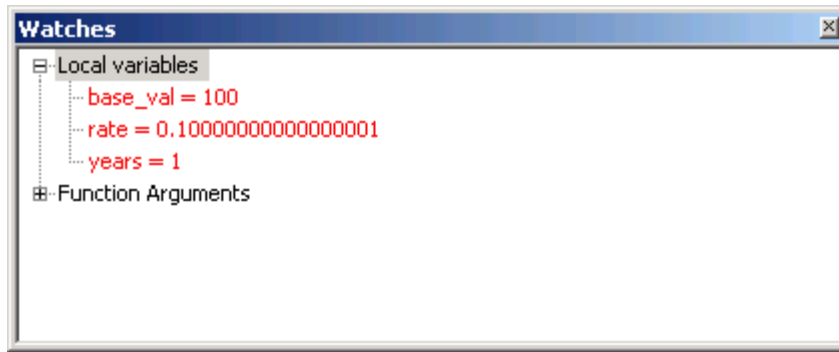 Watches
Local variables
base_val = 100
rate = 0.10000000000000001
years = 1
Function Arguments